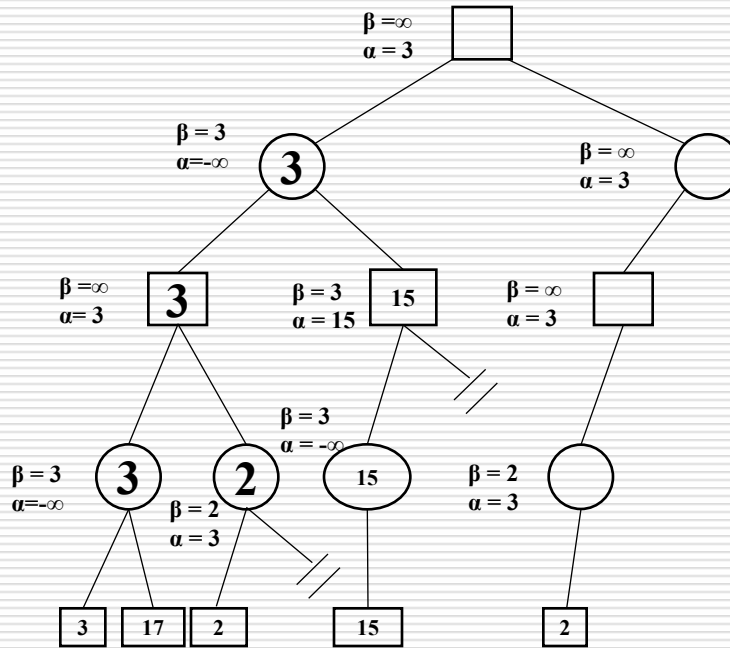 β =∞
α = 3
β = 3
α=-∞
3
β = ∞
α = 3
β =∞
α= 3
3
β = 3
α = 15
15
β = ∞
α = 3
β = 3
α = -∞
β = 3
α=-∞
3
2
β = 2
α = 3
15
β = 2
α = 3
3
17
2
15
2